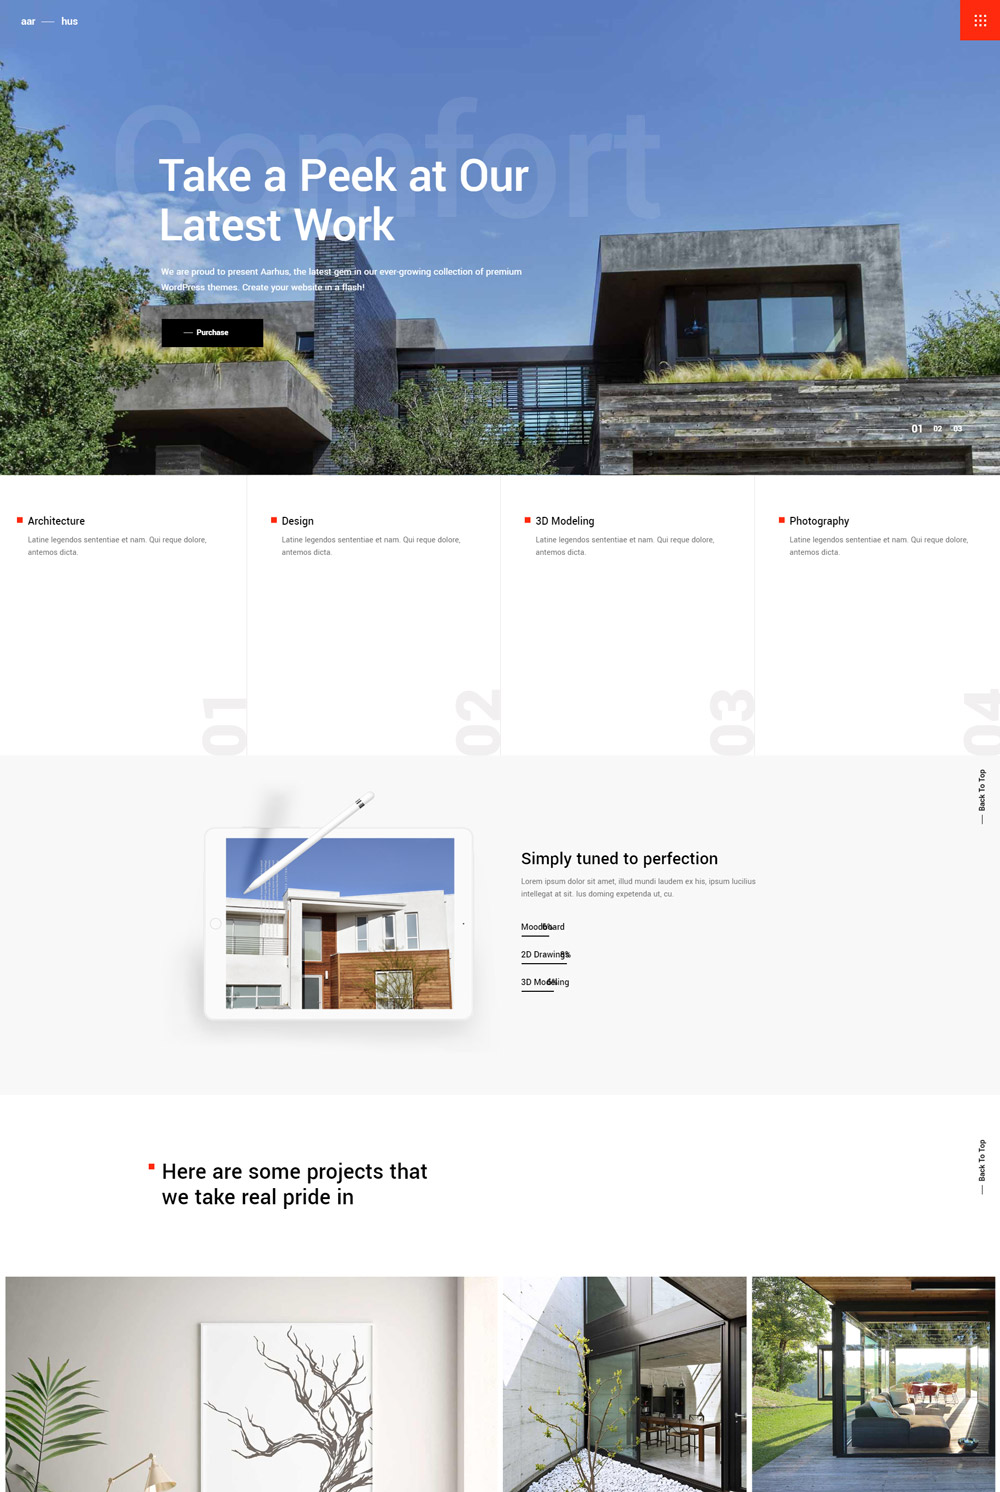 aar — hus
Comfort
Take a Peek at Our
Latest Work
We are proud to present Aarhus, the latest gem in our ever-growing collection of premium
WordPress themes. Create your website in a flash!
— Purchase
01 02 03
Architecture
Latine legendos sententiae et nam. Qui reque dolore,
antemos dicta.
01
Design
Latine legendos sententiae et nam. Qui reque dolore,
antemos dicta.
02
3D Modeling
Latine legendos sententiae et nam. Qui reque dolore,
antemos dicta.
03
Photography
Latine legendos sententiae et nam. Qui reque dolore,
antemos dicta.
04
— Back To Top
Simply tuned to perfection
Lorem ipsum dolor sit amet, illud mundi laudem ex his, ipsum lucilius
intellegat at sit. Ius doming expetenda ut, cu.
Moodboard 6%
2D Drawings 8%
3D Modeling 6%
— Back To Top
Here are some projects that
we take real pride in